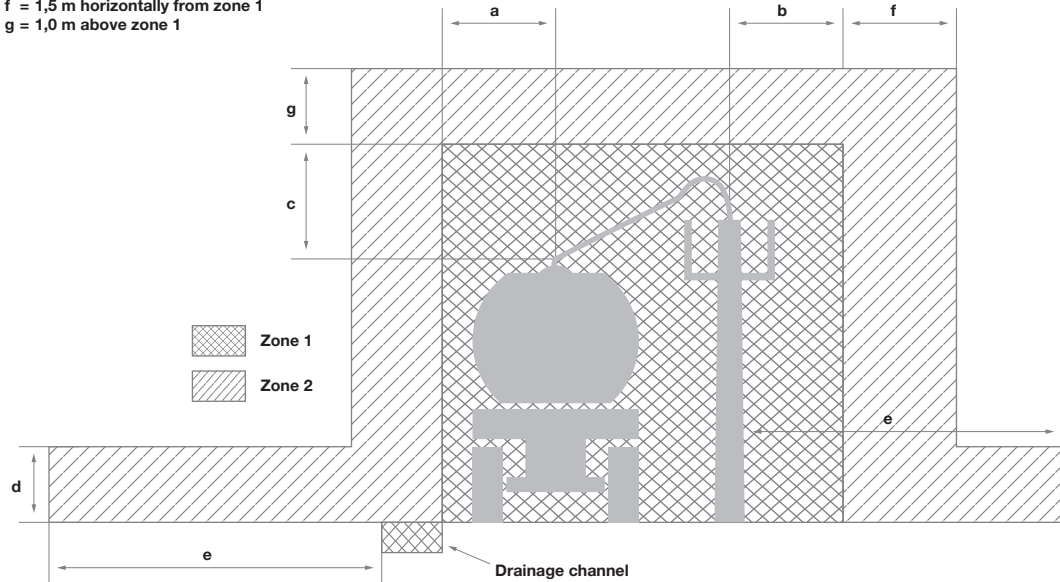 f = 1,5 m horizontally from zone 1
g = 1,0 m above zone 1
a
b
f
g
c
Zone 1
Zone 2
e
d
e
Drainage channel